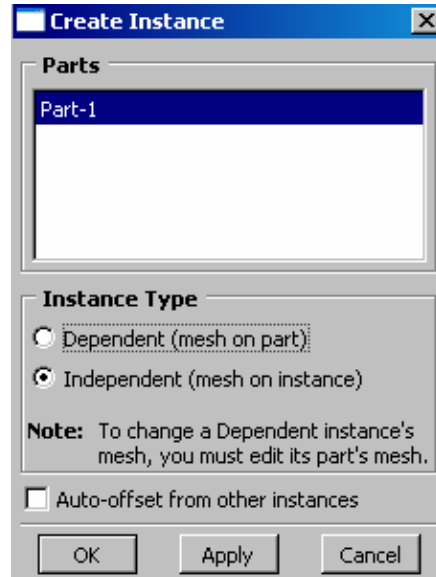 Create Instance
Parts
Part-1
Instance Type
Dependent (mesh on part)
Independent (mesh on instance)
Note: To change a Dependent instance's
mesh, you must edit its part's mesh.
Auto-offset from other instances
OK Apply Cancel